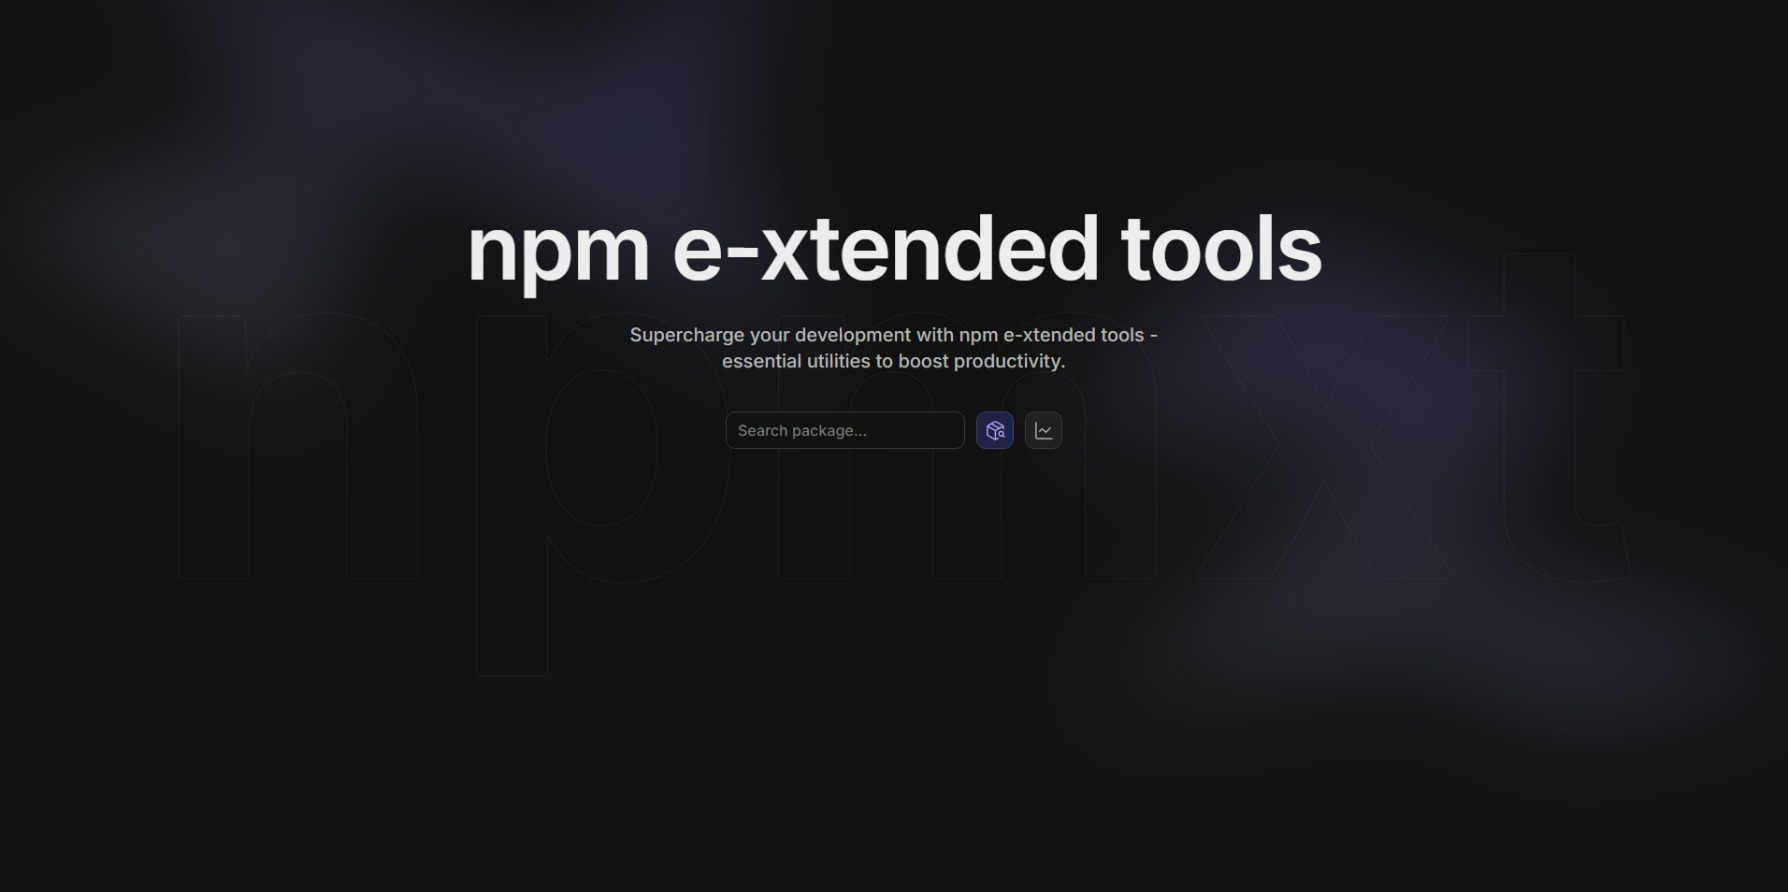 npm e-xtended tools
Supercharge your development with npm e-xtended tools -
essential utilities to boost productivity.
Search package...
npmxt